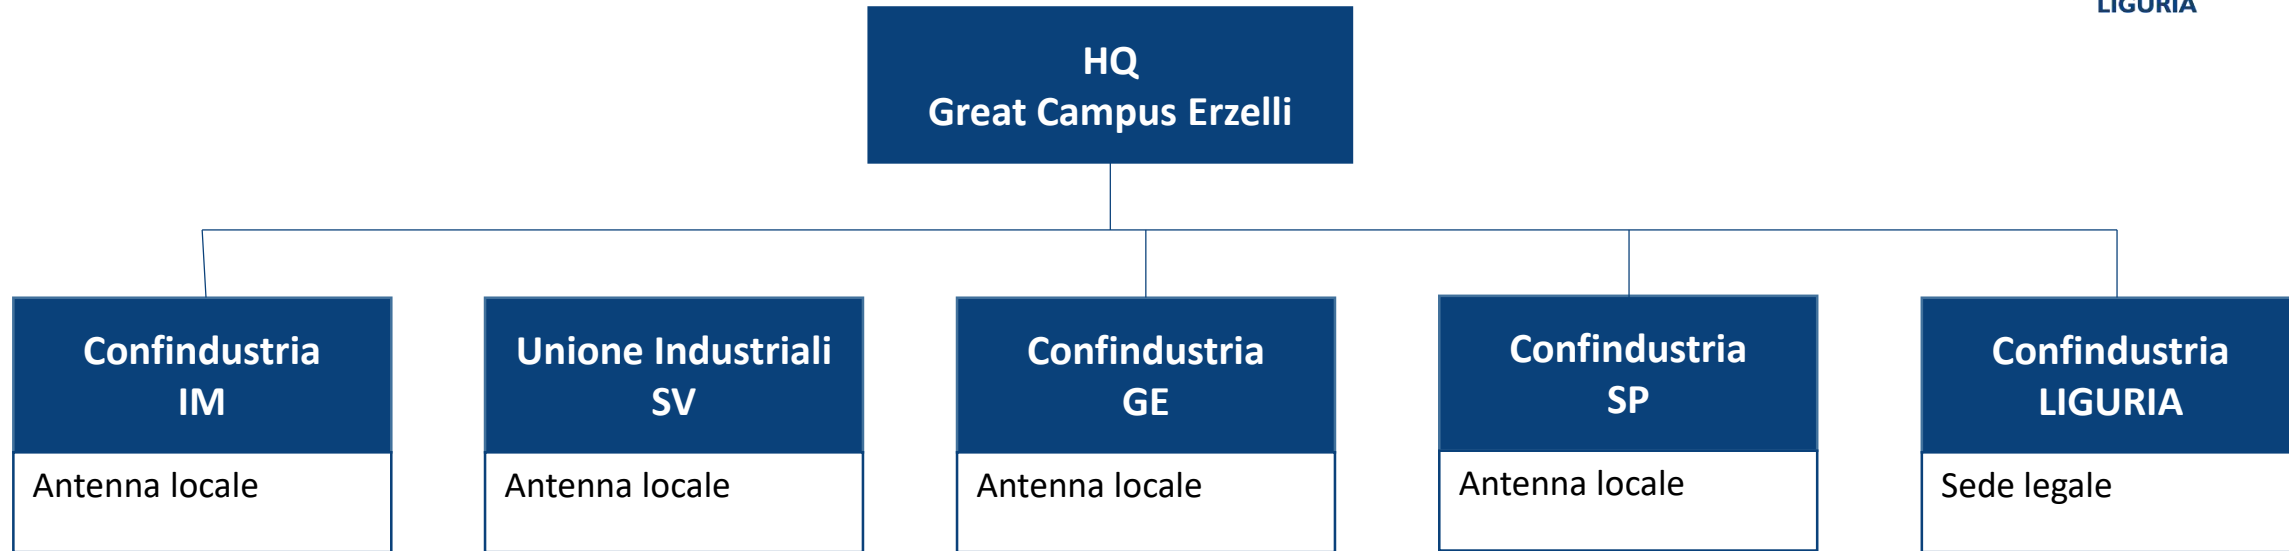 LIGURIA
HQ
Great Campus Erzelli
Confindustria
IM
Antenna locale
Unione Industriali
SV
Antenna locale
Confindustria
GE
Antenna locale
Confindustria
SP
Antenna locale
Confindustria
LIGURIA
Sede legale